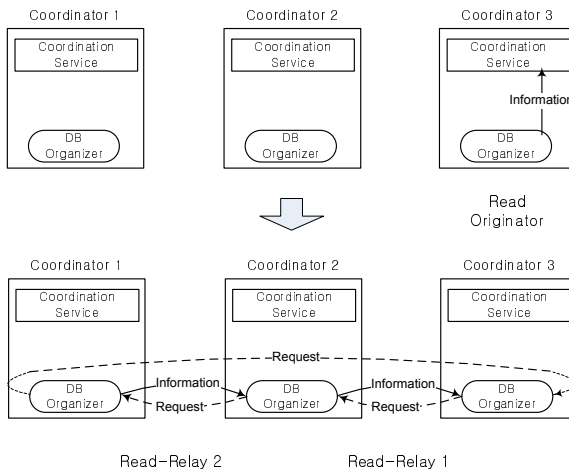 Coordinator 1
Coordinator 2
Coordinator 3
Coordination
Service
Coordination
Service
Coordination
Service
Information
DB
Organizer
DB
Organizer
DB
Organizer
Read
Originator
Coordinator 1
Coordinator 2
Coordinator 3
Coordination
Service
Coordination
Service
Coordination
Service
Request
Information
Information
DB
Organizer
DB
Organizer
DB
Organizer
Request
Request
Read-Relay 2
Read-Relay 1